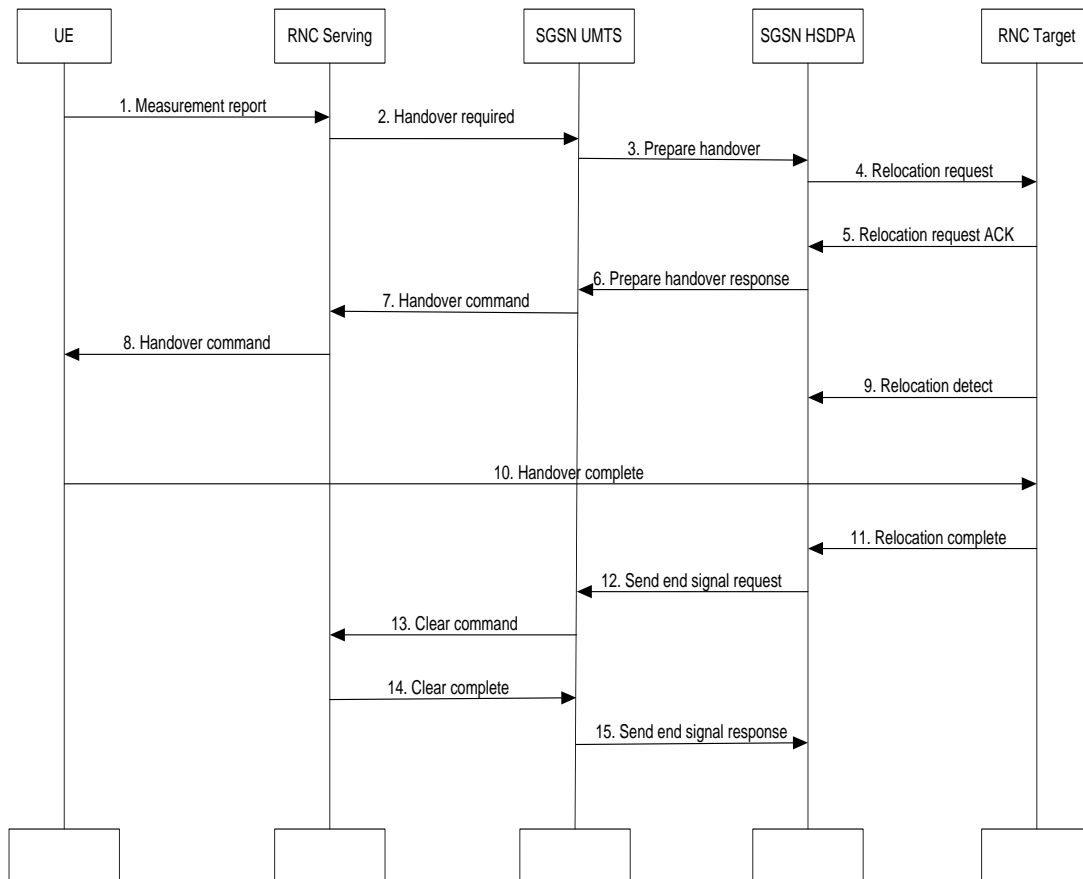 UE
RNC Serving
SGSN UMTS
SGSN HSDPA
RNC Target
1. Measurement report
2. Handover required
3. Prepare handover
4. Relocation request
5. Relocation request ACK
6. Prepare handover response
7. Handover command
8. Handover command
9. Relocation detect
10. Handover complete
11. Relocation complete
12. Send end signal request
13. Clear command
14. Clear complete
15. Send end signal response